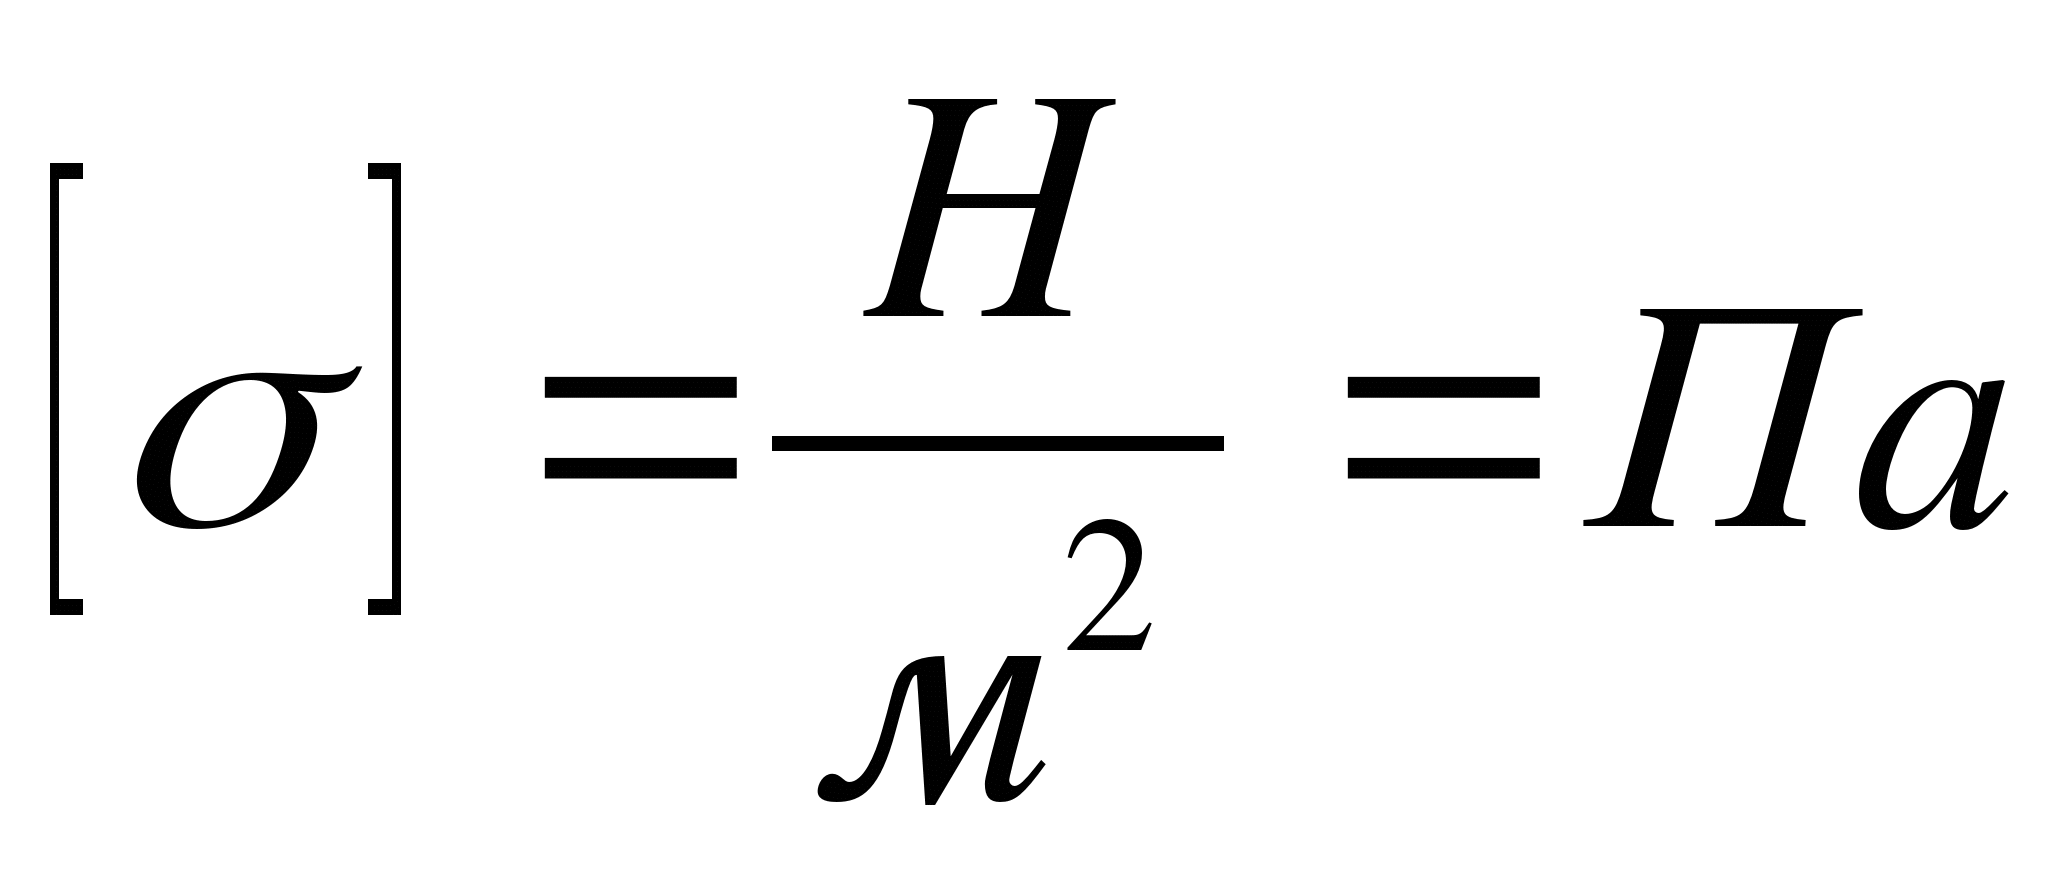 [σ] = Н/м² = Па